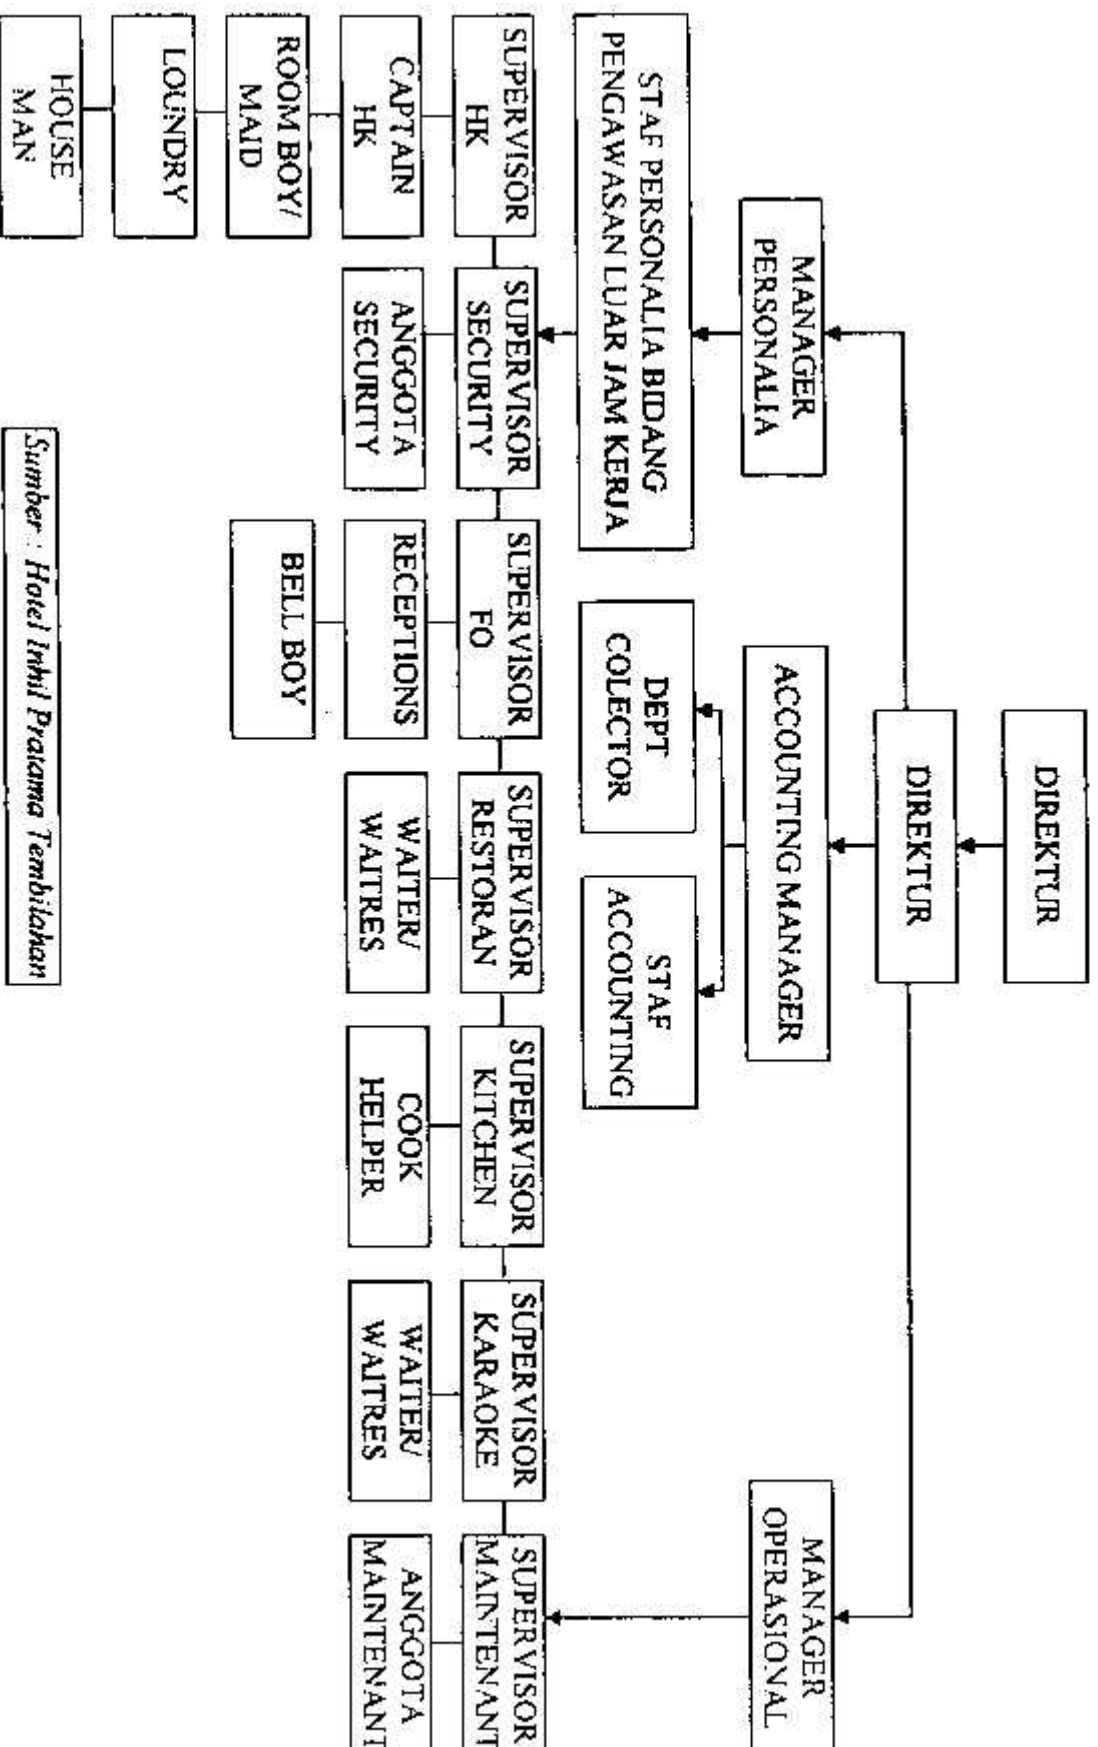 DIREKTUR
DIREKTUR
MANAGER
PERSONALIA
ACCOUNTING MANAGER
MANAGER
OPERASIONAL
STAF PERSONALIA BIDANG
PENGAWASAN LUAR JAM KERJA
DEPT
COLECTOR
STAF
ACCOUNTING
SUPERVISOR
HK
SUPERVISOR
SECURITY
SUPERVISOR
FO
SUPERVISOR
RESTORAN
SUPERVISOR
KITCHEN
SUPERVISOR
KARAOKE
SUPERVISOR
MAINTENANT
CAPTAIN
HK
ANGGOTA
SECURITY
RECEPTIONS
WAITER/
WAITRES
COOK
HELPER
WAITER/
WAITRES
ANGGOTA
MAINTENANT
ROOM BOY/
MAID
BELL BOY
LOUNDRY
HOUSE
MAN
Sumber : Hotel Inhil Pratama Tembilahan